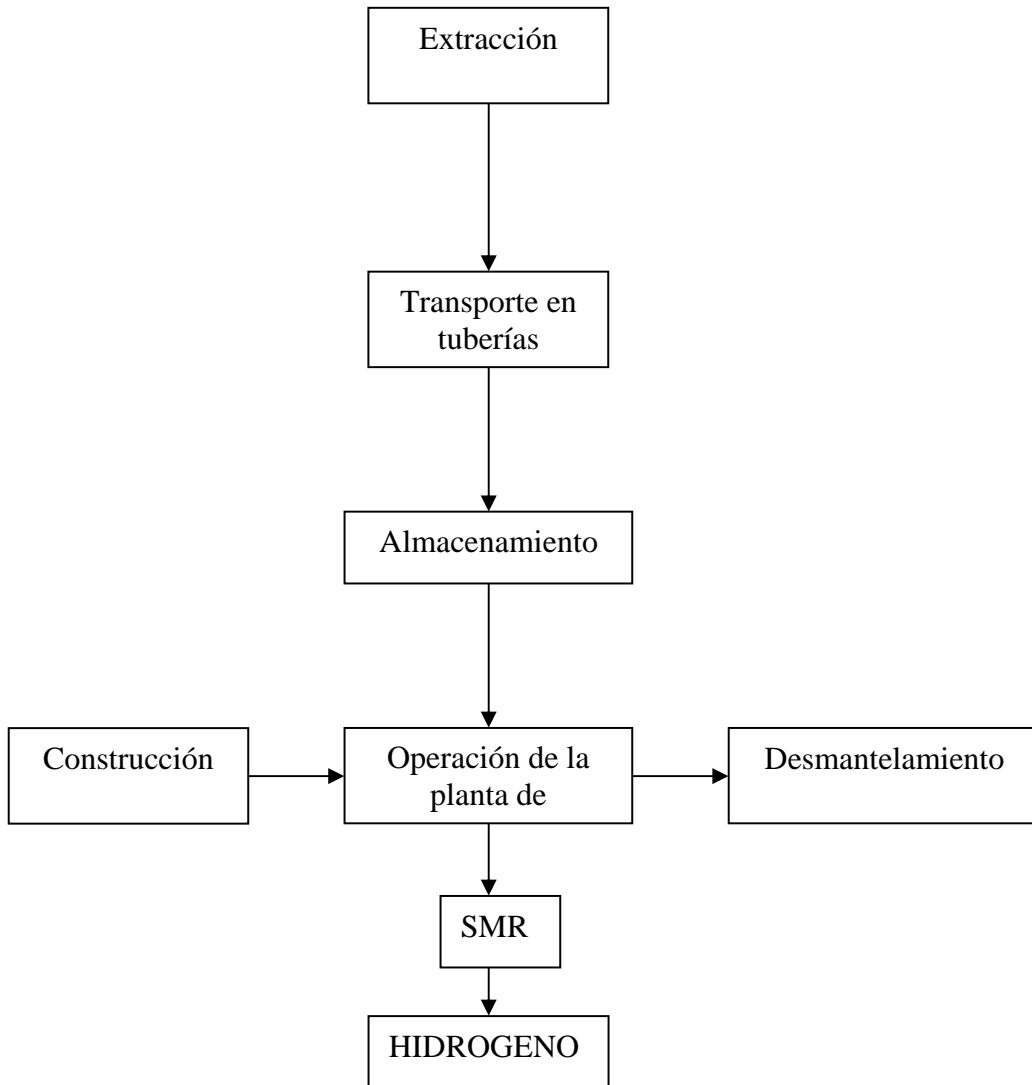 Extracción
Transporte en
tuberías
Almacenamiento
Construcción
Operación de la
planta de
Desmantelamiento
SMR
HIDROGENO